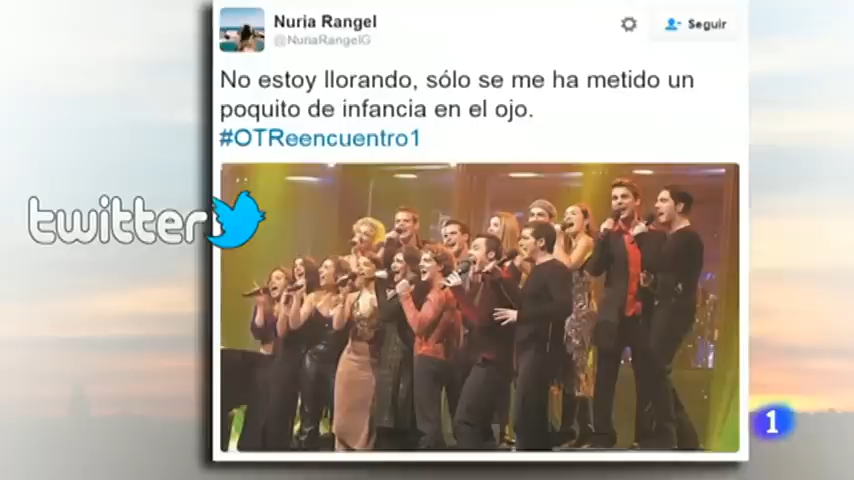 Nuria Rangel
@NuriaRangelG
Seguir
No estoy llorando, sólo se me ha metido un
poquito de infancia en el ojo.
#OTReencuentro1
twitter
1